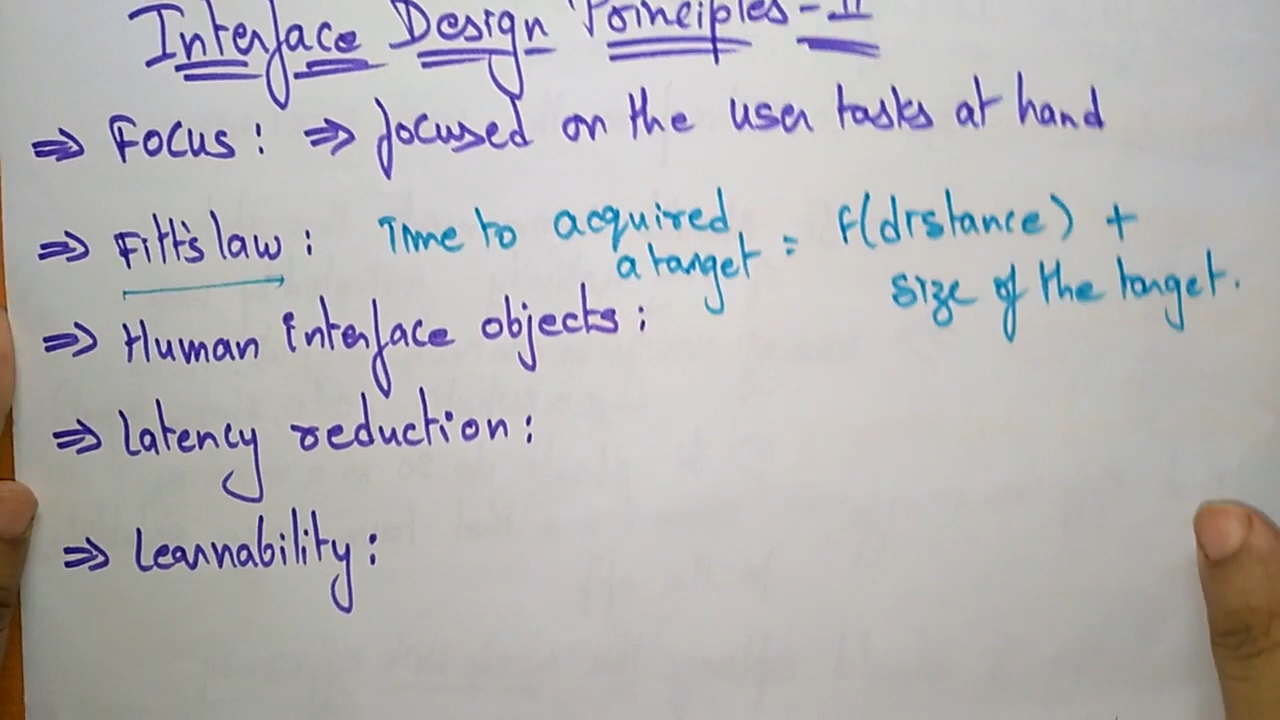 Interface Design Principles - II
⇒ Focus : ⇒ focused on the user tasks at hand
⇒ Fitt's law : Time to acquired a target = f(distance) + size of the target.
⇒ Human interface objects :
⇒ Latency reduction :
⇒ Learnability :